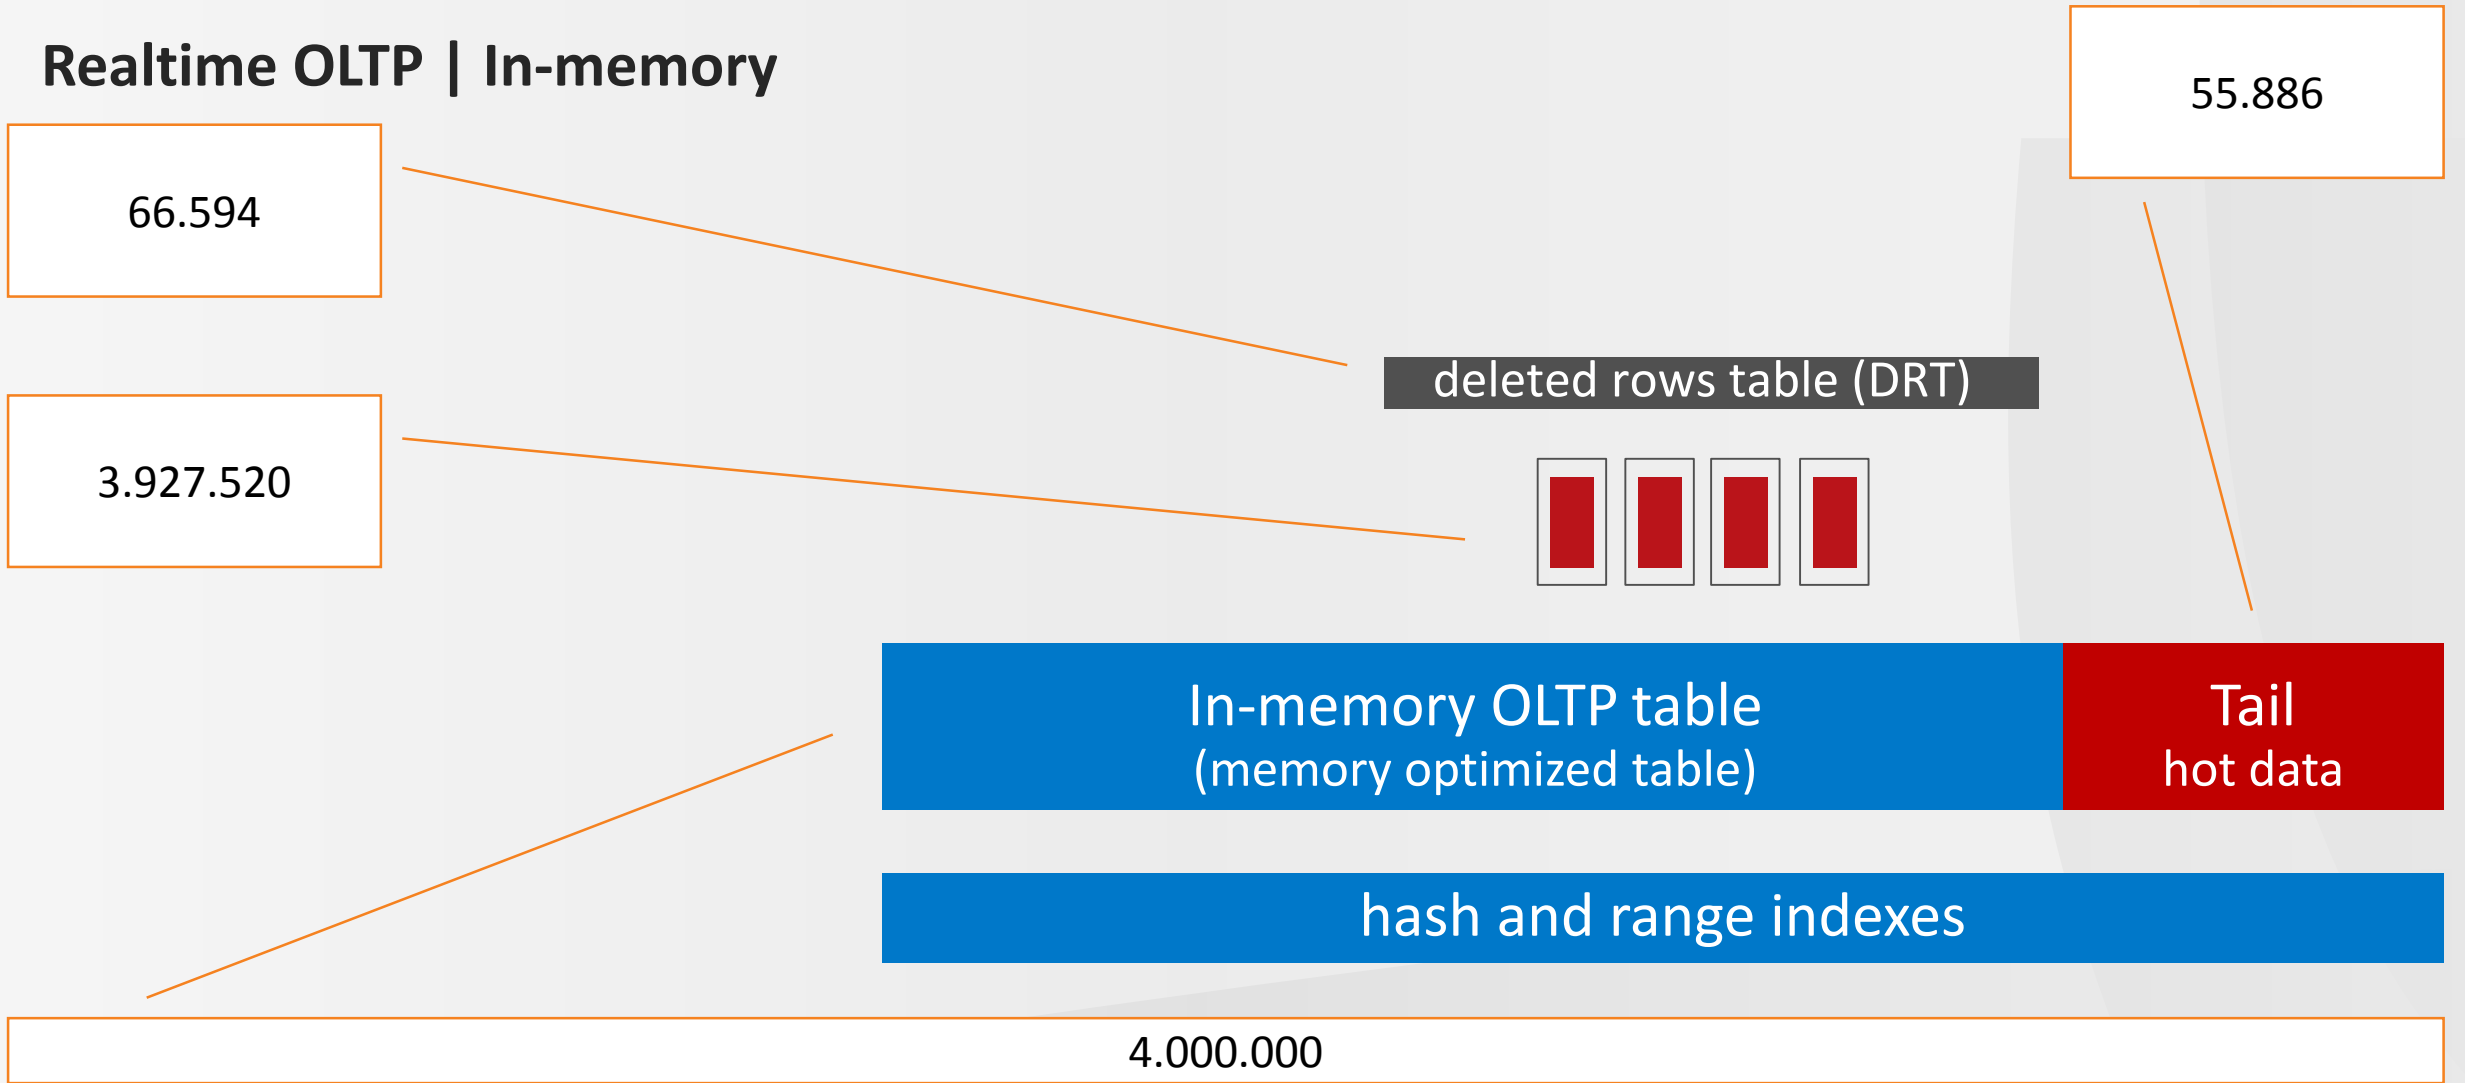 Realtime OLTP | In-memory
55.886
66.594
deleted rows table (DRT)
3.927.520
In-memory OLTP table
(memory optimized table)
Tail
hot data
hash and range indexes
4.000.000